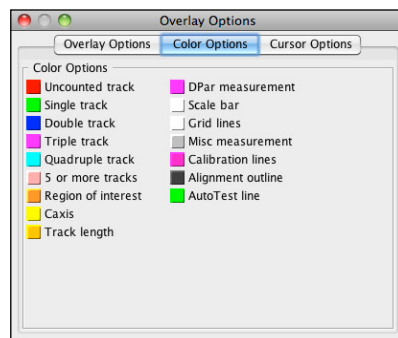 Overlay Options
Overlay Options Color Options Cursor Options
Color Options
Uncounted track
Single track
Double track
Triple track
Quadruple track
5 or more tracks
Region of interest
Caxis
Track length
DPar measurement
Scale bar
Grid lines
Misc measurement
Calibration lines
Alignment outline
AutoTest line